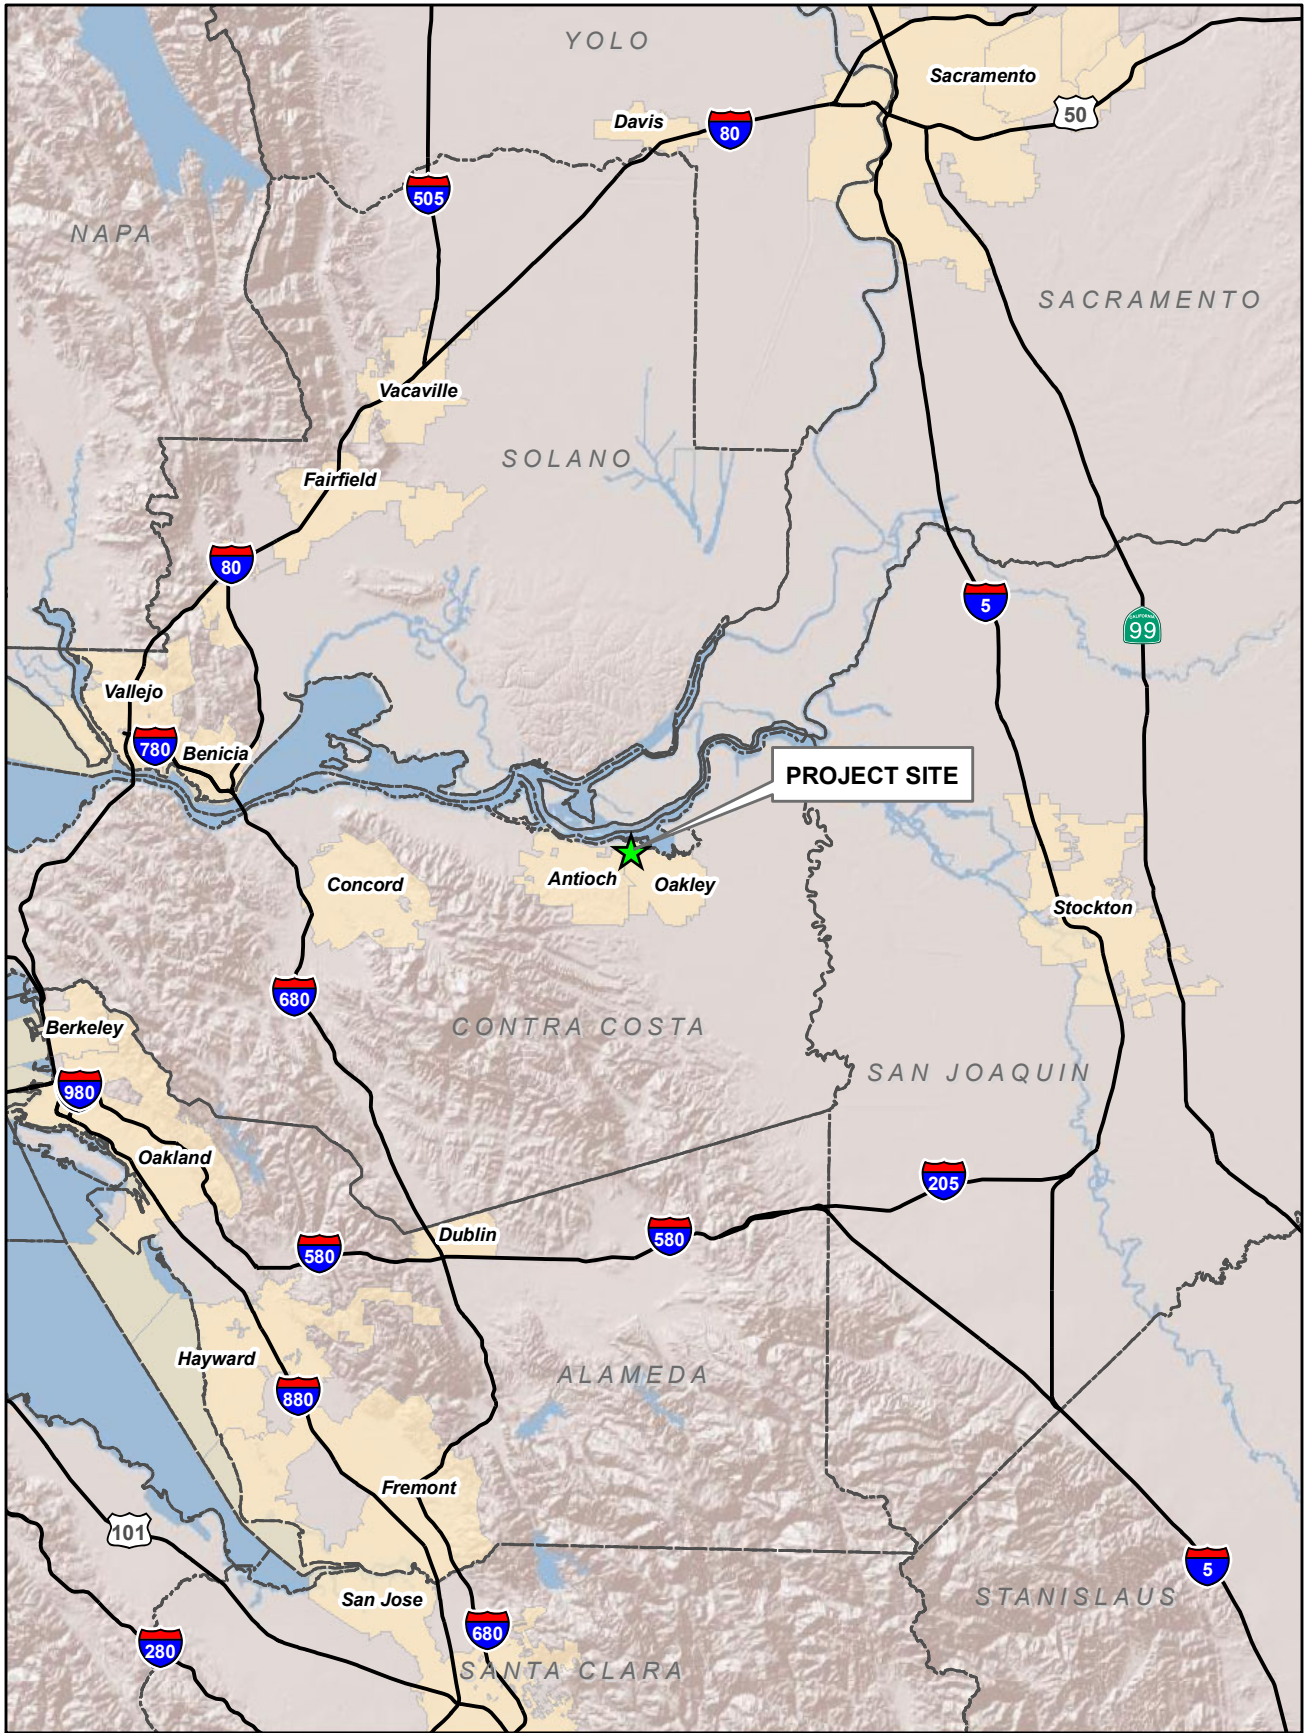 YOLO
Sacramento
50
Davis
80
505
NAPA
SACRAMENTO
Vacaville
SOLANO
Fairfield
80
5
CALIFORNIA
99
Vallejo
780
Benicia
PROJECT SITE
Concord
Antioch
Oakley
Stockton
680
Berkeley
CONTRA COSTA
SAN JOAQUIN
980
Oakland
205
Dublin
580
580
Hayward
ALAMEDA
880
Fremont
101
5
San Jose
STANISLAUS
680
280
SANTA CLARA